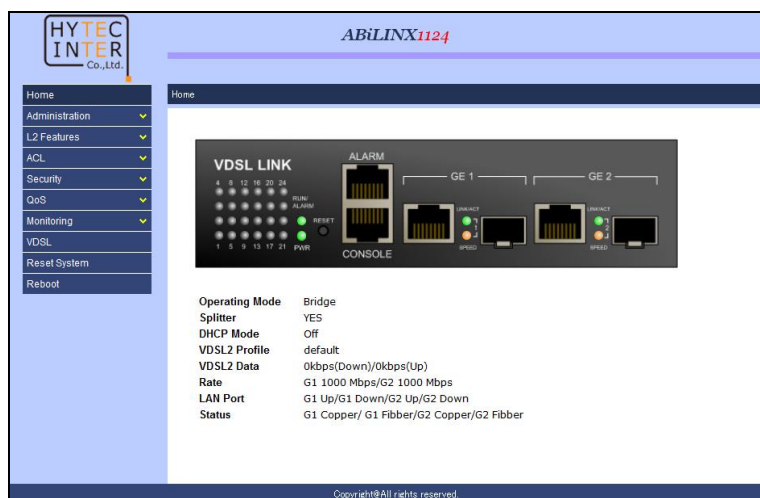 HYTEC
INTER
Co.,Ltd.
ABiLINX1124
Home
Administration
L2 Features
ACL
Security
QoS
Monitoring
VDSL
Reset System
Reboot
Home
VDSL LINK
4 8 12 16 20 24
RUN/
ALARM
RESET
1 5 9 13 17 21 PWR
ALARM
CONSOLE
GE 1
LINK/ACT
1
SPEED
GE 2
LINK/ACT
2
SPEED
Operating Mode Bridge
Splitter YES
DHCP Mode Off
VDSL2 Profile default
VDSL2 Data 0kbps(Down)/0kbps(Up)
Rate G1 1000 Mbps/G2 1000 Mbps
LAN Port G1 Up/G1 Down/G2 Up/G2 Down
Status G1 Copper/ G1 Fibber/G2 Copper/G2 Fibber
Copyright@All rights reserved.